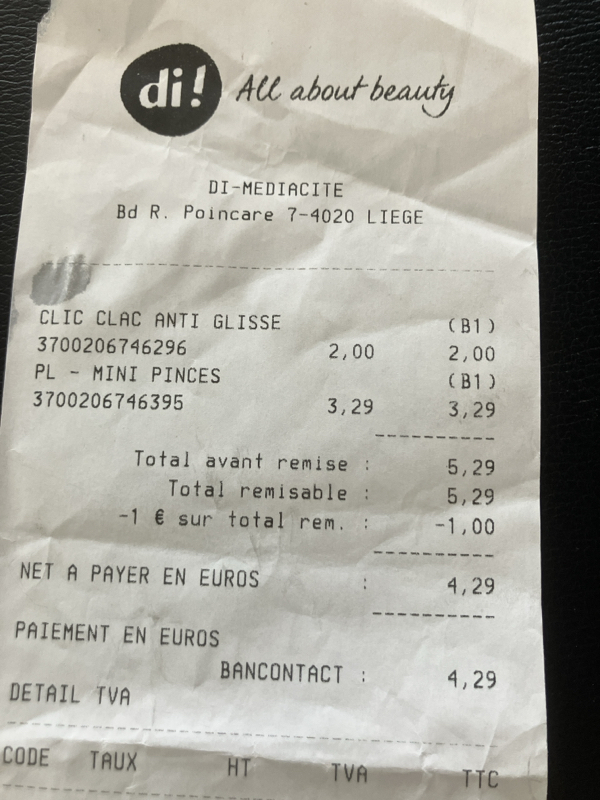 di! All about beauty
DI-MEDIACITE
Bd R. Poincare 7-4020 LIEGE
CLIC CLAC ANTI GLISSE (B1)
3700206746296 2,00 2,00
PL - MINI PINCES (B1)
3700206746395 3,29 3,29
Total avant remise : 5,29
Total remisable : 5,29
-1 € sur total rem. : -1,00
NET A PAYER EN EUROS : 4,29
PAIEMENT EN EUROS
BANCONTACT : 4,29
DETAIL TVA
CODE TAUX HT TVA TTC